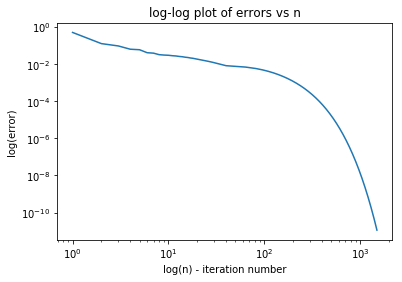 log-log plot of errors vs n
log(error)
10⁰
10⁻²
10⁻⁴
10⁻⁶
10⁻⁸
10⁻¹⁰
10⁰ 10¹ 10² 10³
log(n) - iteration number